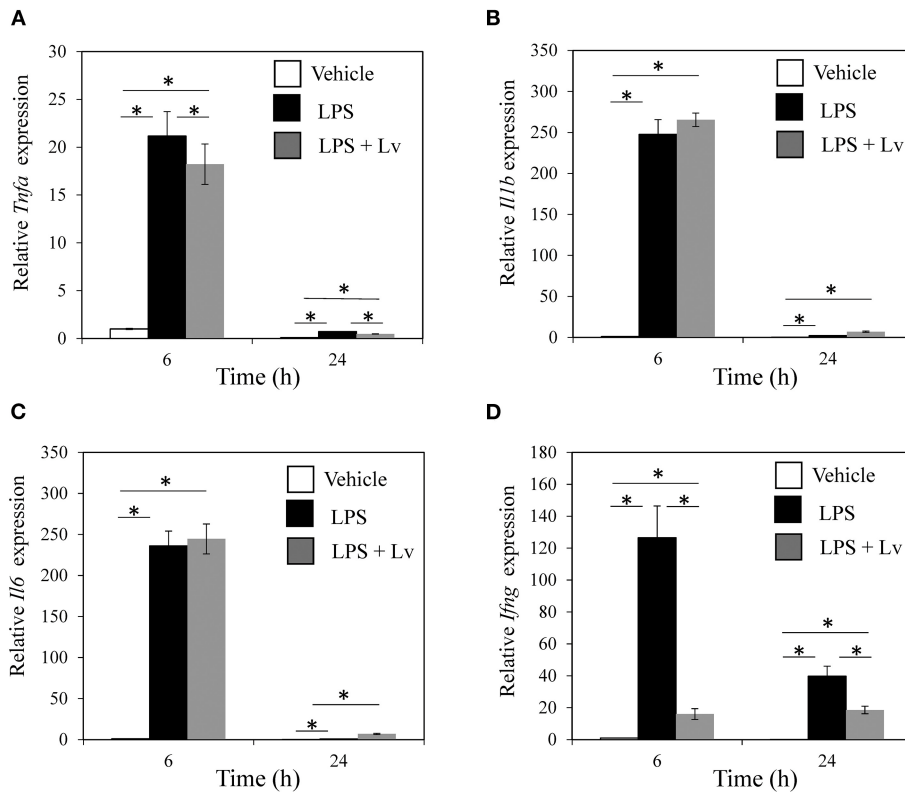 A
Relative Tnfa expression
30
25
20
15
10
5
0
* * *
* * *
Vehicle
LPS
LPS + Lv
6 24
Time (h)
B
Relative Il1b expression
350
300
250
200
150
100
50
0
* *
* *
Vehicle
LPS
LPS + Lv
6 24
Time (h)
C
Relative Il6 expression
350
300
250
200
150
100
50
0
* *
* *
Vehicle
LPS
LPS + Lv
6 24
Time (h)
D
Relative Ifng expression
180
160
140
120
100
80
60
40
20
0
* * *
* * *
Vehicle
LPS
LPS + Lv
6 24
Time (h)